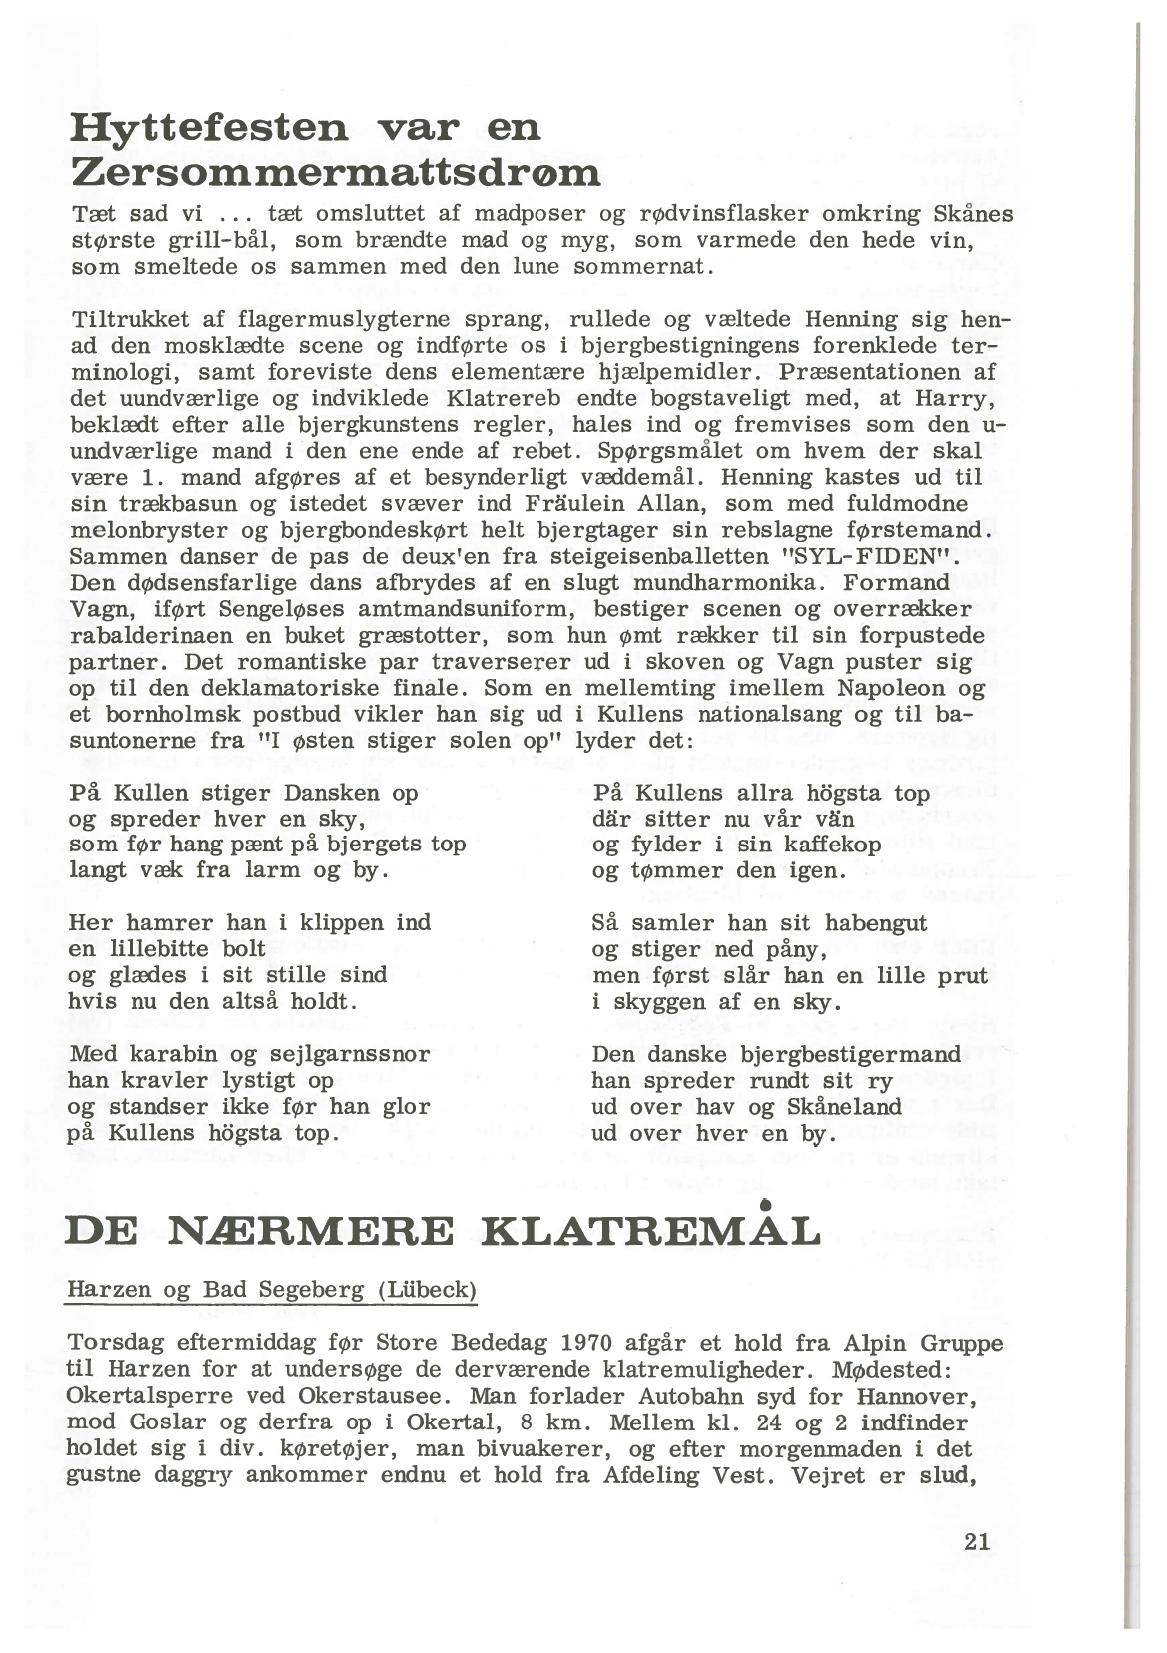 Hyttefesten var en
Zersommermattsdrøm
Tæt sad vi ... tæt omsluttet af madposer og rødvinsflasker omkring Skånes
største grill-bål, som brændte mad og myg, som varmede den hede vin,
som smeltede os sammen med den lune sommernat.
Tiltrukket af flagermuslygterne sprang, rullede og væltede Henning sig hen-
ad den mosklædte scene og indførte os i bjergbestigningens forenklede ter-
minologi, samt foreviste dens elementære hjælpemidler. Præsentationen af
det uundværlige og indviklede Klatrereb endte bogstaveligt med, at Harry,
beklædt efter alle bjergkunstens regler, hales ind og fremvises som den u-
undværlige mand i den ene ende af rebet. Spørgsmålet om hvem der skal
være 1. mand afgøres af et besynderligt væddemål. Henning kastes ud til
sin trækbasun og istedet svæver ind Fräulein Allan, som med fuldmodne
melonbryster og bjergbondeskørt helt bjergtager sin rebslagne førstemand.
Sammen danser de pas de deux'en fra steigeisenballetten "SYL-FIDEN".
Den dødsensfarlige dans afbrydes af en slugt mundharmonika. Formand
Vagn, iført Sengeløses amtmandsuniform, bestiger scenen og overrækker
rabalderinaen en buket græstotter, som hun ømt rækker til sin forpustede
partner. Det romantiske par traverserer ud i skoven og Vagn puster sig
op til den deklamatoriske finale. Som en mellemting imellem Napoleon og
et bornholmsk postbud vikler han sig ud i Kullens nationalsang og til ba-
suntonerne fra "I østen stiger solen op" lyder det:
På Kullen stiger Dansken op
og spreder hver en sky,
som før hang pænt på bjergets top
langt væk fra larm og by.
Her hamrer han i klippen ind
en lillebitte bolt
og glædes i sit stille sind
hvis nu den altså holdt.
Med karabin og sejlgarnssnor
han kravler lystigt op
og standser ikke før han glor
på Kullens högsta top.
På Kullens allra högsta top
där sitter nu vår vän
og fylder i sin kaffekop
og tømmer den igen.
Så samler han sit habengut
og stiger ned påny,
men først slår han en lille prut
i skyggen af en sky.
Den danske bjergbestigermand
han spreder rundt sit ry
ud over hav og Skåneland
ud over hver en by.
DE NÆRMERE KLATREMÅL
Harzen og Bad Segeberg (Lübeck)
Torsdag eftermiddag før Store Bededag 1970 afgår et hold fra Alpin Gruppe
til Harzen for at undersøge de derværende klatremuligheder. Mødested:
Okertalsperre ved Okerstausee. Man forlader Autobahn syd for Hannover,
mod Goslar og derfra op i Okertal, 8 km. Mellem kl. 24 og 2 indfinder
holdet sig i div. køretøjer, man bivuakerer, og efter morgenmaden i det
gustne daggry ankommer endnu et hold fra Afdeling Vest. Vejret er slud,
21